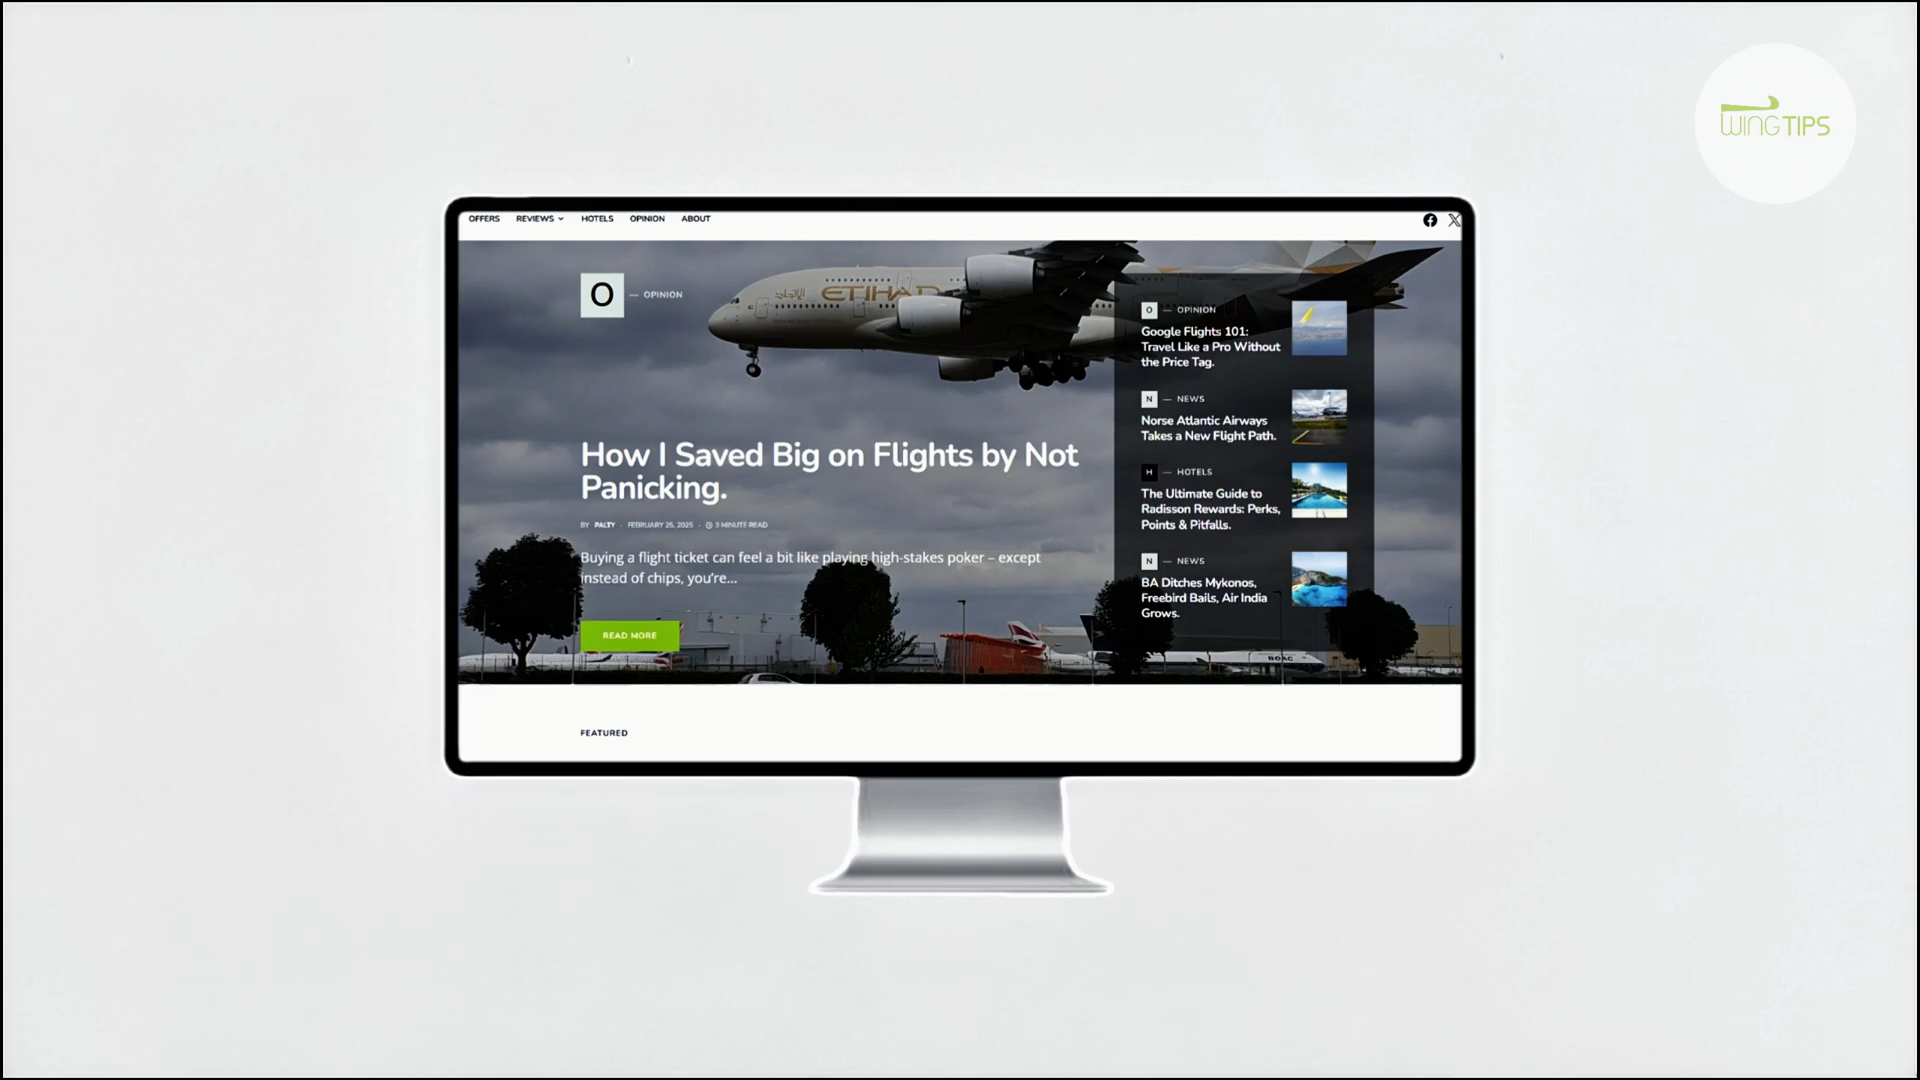 WINGTIPS
OFFERS REVIEWS HOTELS OPINION ABOUT
O — OPINION
الإتحاد ETIHAD
How I Saved Big on Flights by Not
Panicking.
BY PALTY · FEBRUARY 25, 2025 · 3 MINUTE READ
Buying a flight ticket can feel a bit like playing high-stakes poker – except
instead of chips, you're...
READ MORE
O — OPINION
Google Flights 101:
Travel Like a Pro Without
the Price Tag.
N — NEWS
Norse Atlantic Airways
Takes a New Flight Path.
H — HOTELS
The Ultimate Guide to
Radisson Rewards: Perks,
Points & Pitfalls.
N — NEWS
BA Ditches Mykonos,
Freebird Bails, Air India
Grows.
BOAC
FEATURED